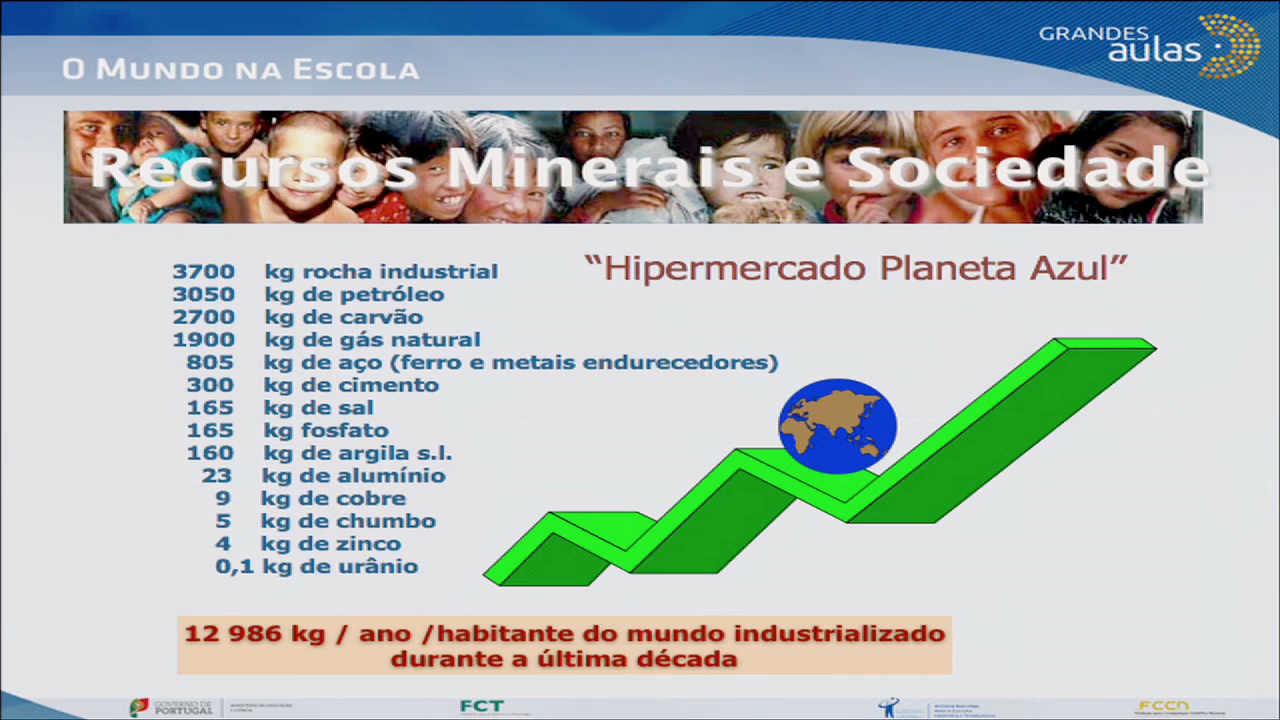 GRANDES
aulas
O MUNDO NA ESCOLA
Recursos Minerais e Sociedade
“Hipermercado Planeta Azul”
3700 kg rocha industrial
3050 kg de petróleo
2700 kg de carvão
1900 kg de gás natural
805 kg de aço (ferro e metais endurecedores)
300 kg de cimento
165 kg de sal
165 kg fosfato
160 kg de argila s.l.
23 kg de alumínio
9 kg de cobre
5 kg de chumbo
4 kg de zinco
0,1 kg de urânio
12 986 kg / ano /habitante do mundo industrializado
durante a última década
GOVERNO DE
PORTUGAL
FCT
FCCN